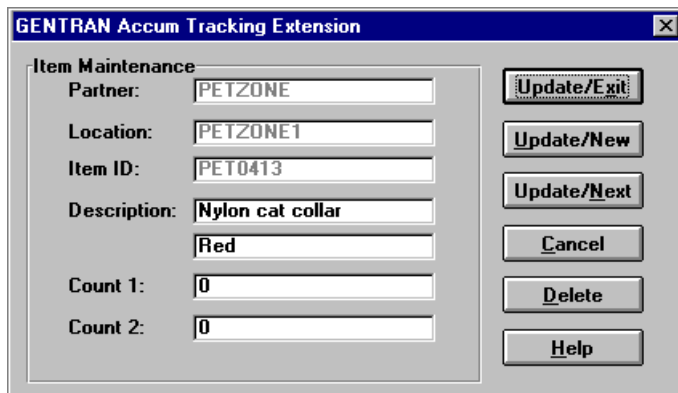 GENTRAN Accum Tracking Extension
Item Maintenance
Partner: PETZONE
Location: PETZONE1
Item ID: PET0413
Description: Nylon cat collar
Red
Count 1: 0
Count 2: 0
Update/Exit
Update/New
Update/Next
Cancel
Delete
Help